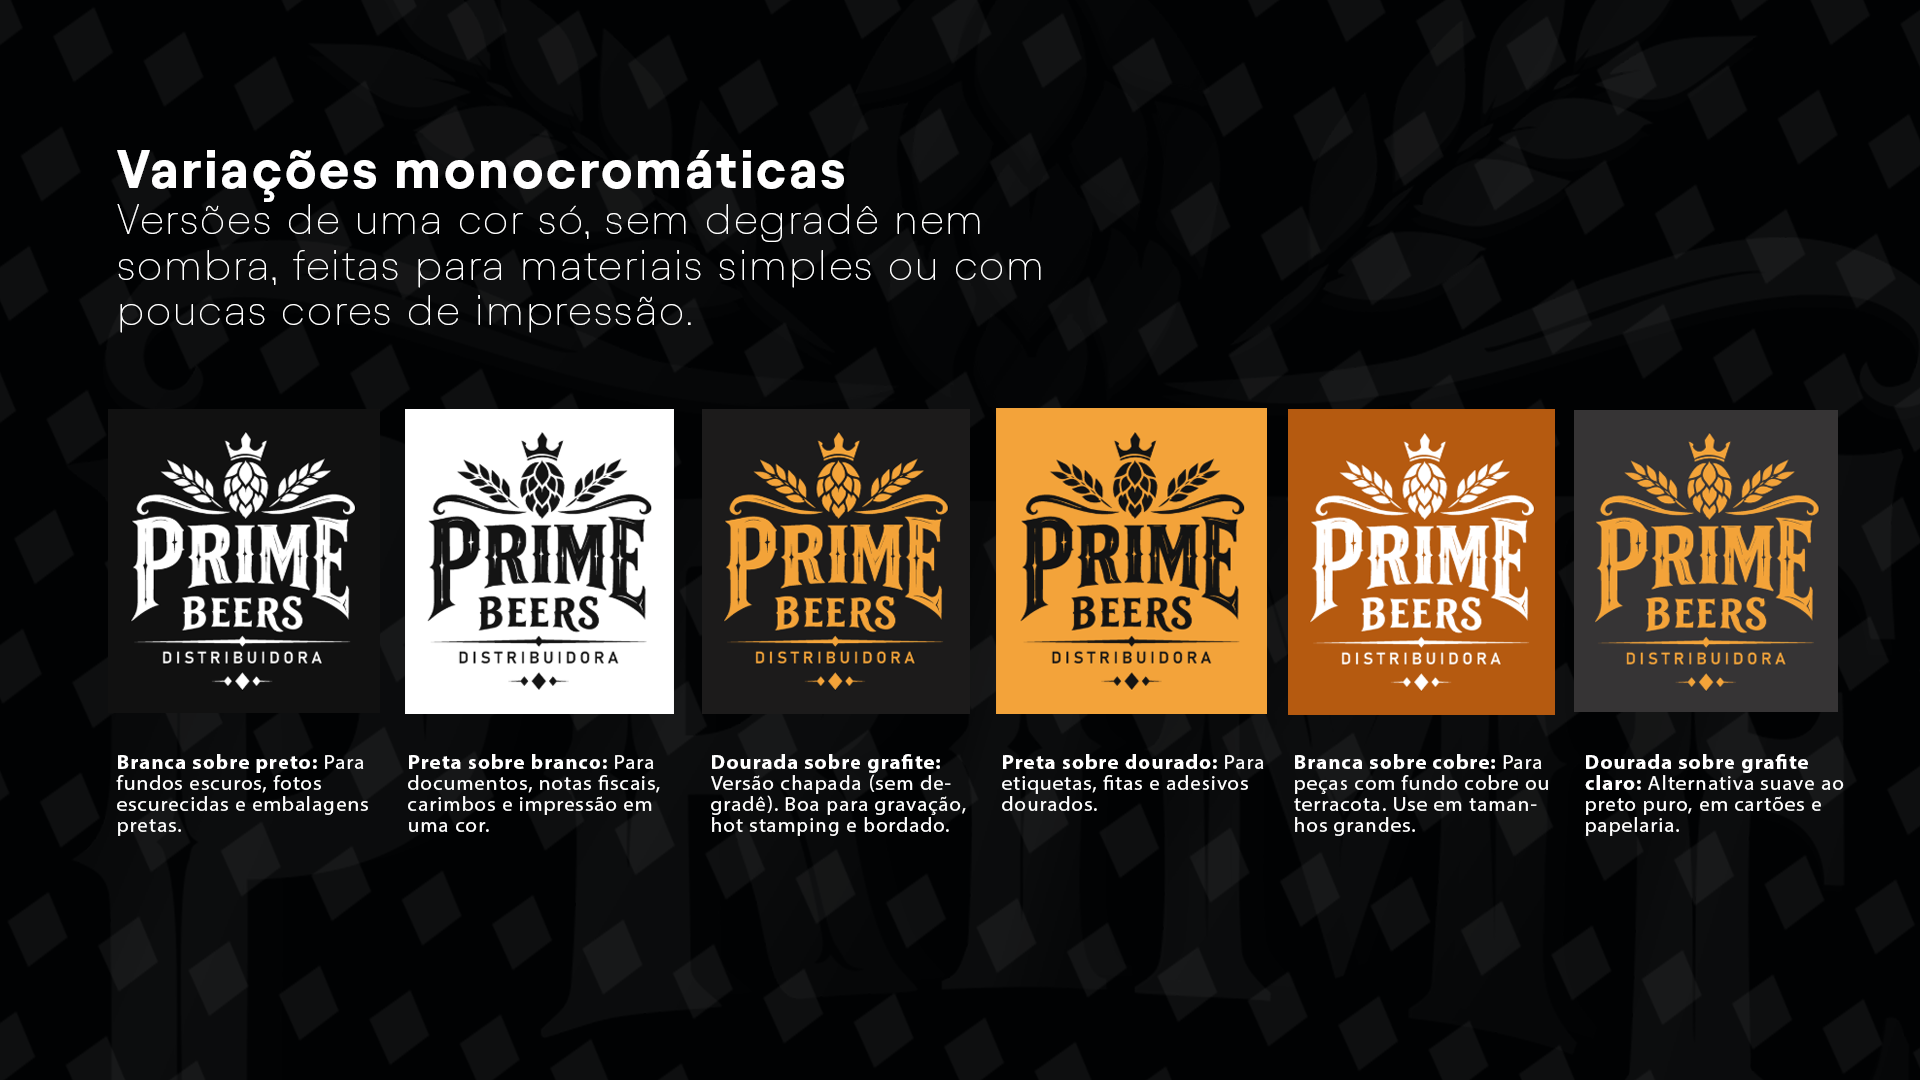 Variações monocromáticas
Versões de uma cor só, sem degradê nem
sombra, feitas para materiais simples ou com
poucas cores de impressão.
PRIME
BEERS
DISTRIBUIDORA
PRIME
BEERS
DISTRIBUIDORA
PRIME
BEERS
DISTRIBUIDORA
PRIME
BEERS
DISTRIBUIDORA
PRIME
BEERS
DISTRIBUIDORA
PRIME
BEERS
DISTRIBUIDORA
Branca sobre preto: Para
fundos escuros, fotos
escurecidas e embalagens
pretas.
Preta sobre branco: Para
documentos, notas fiscais,
carimbos e impressão em
uma cor.
Dourada sobre grafite:
Versão chapada (sem de-
gradê). Boa para gravação,
hot stamping e bordado.
Preta sobre dourado: Para
etiquetas, fitas e adesivos
dourados.
Branca sobre cobre: Para
peças com fundo cobre ou
terracota. Use em taman-
hos grandes.
Dourada sobre grafite
claro: Alternativa suave ao
preto puro, em cartões e
papelaria.
PRIME